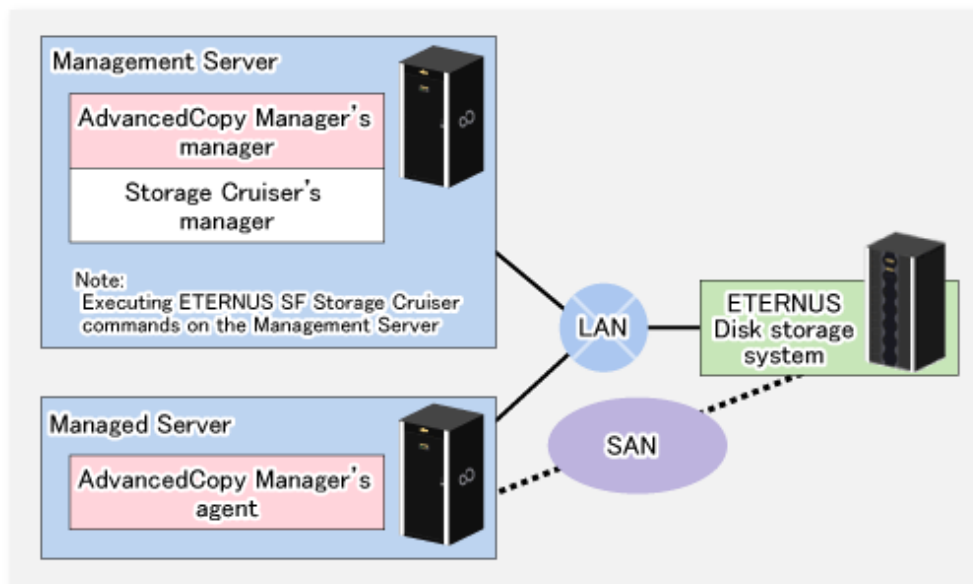 Management Server
AdvancedCopy Manager's
manager
Storage Cruiser's
manager
Note:
Executing ETERNUS SF Storage Cruiser
commands on the Management Server
LAN
ETERNUS
Disk storage
system
Managed Server
AdvancedCopy Manager's
agent
SAN